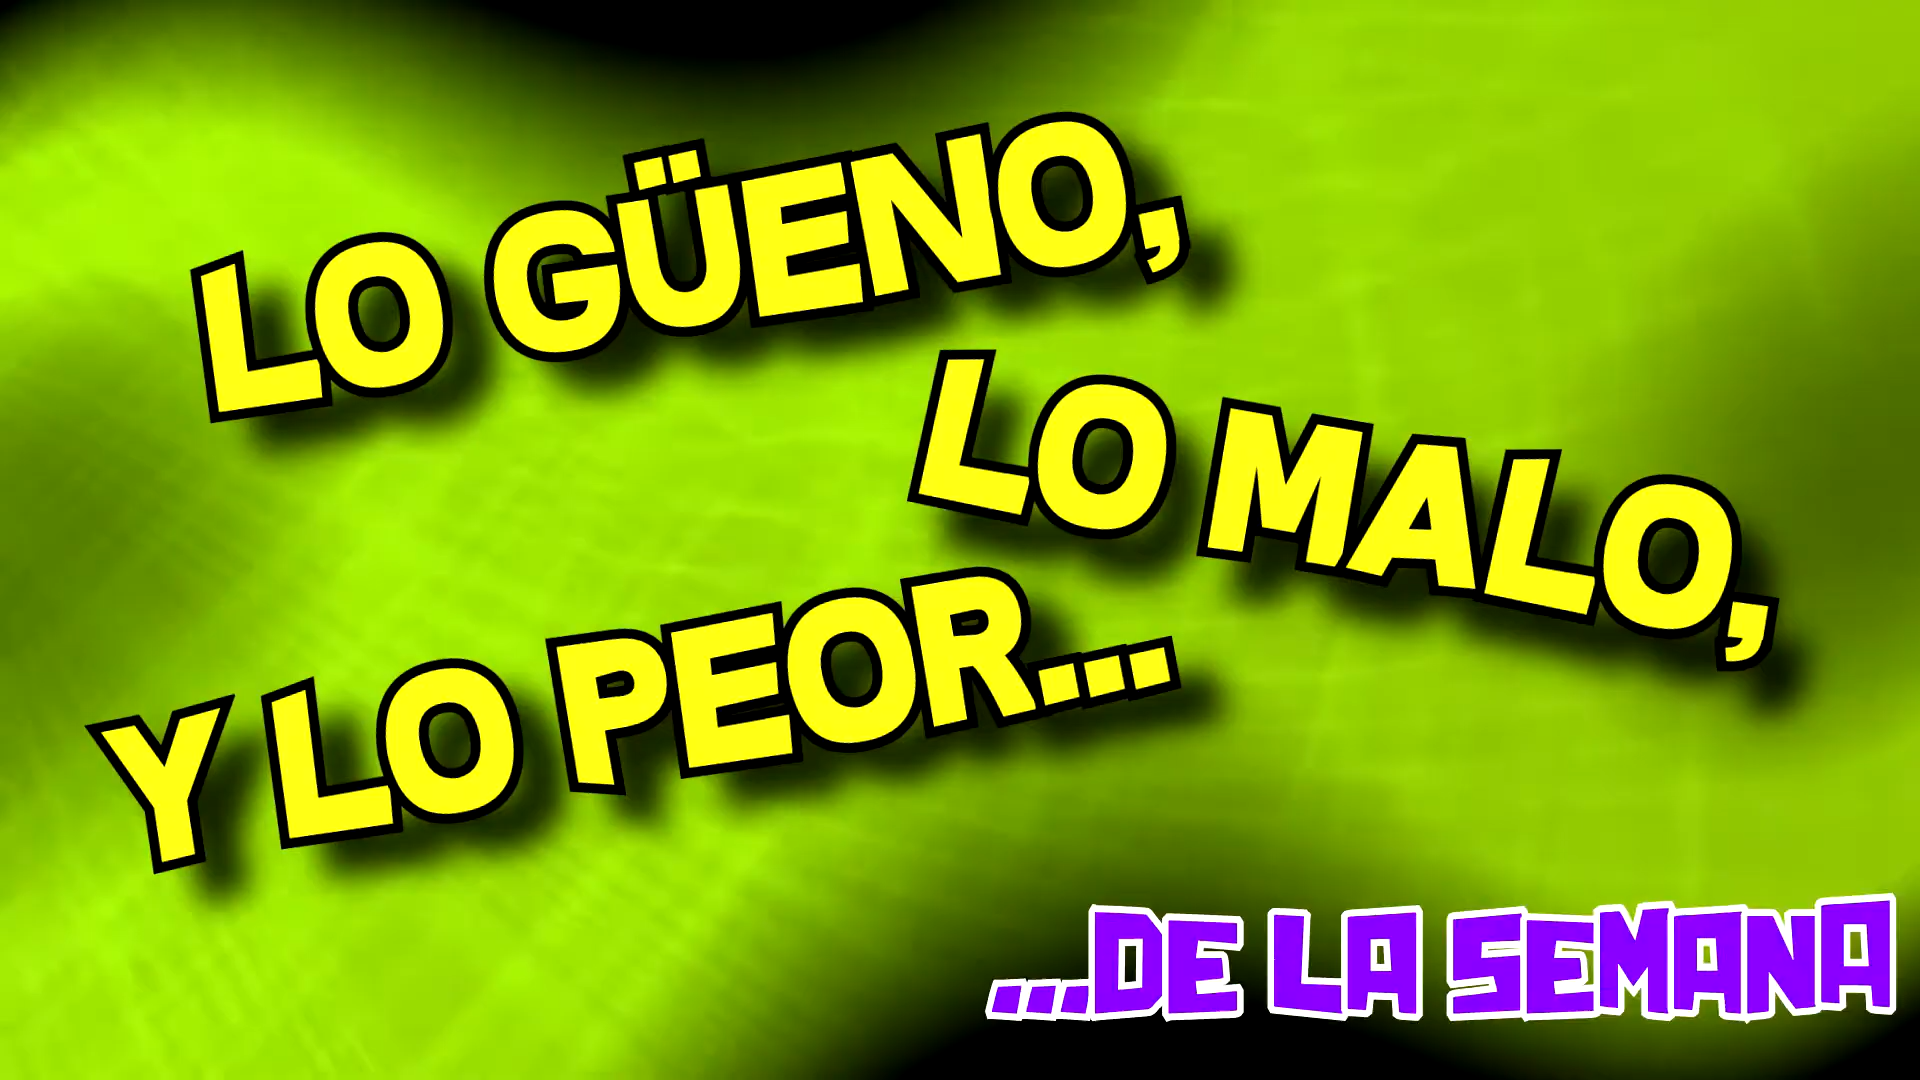 LO GÜENO,
LO MALO,
Y LO PEOR...
...DE LA SEMANA